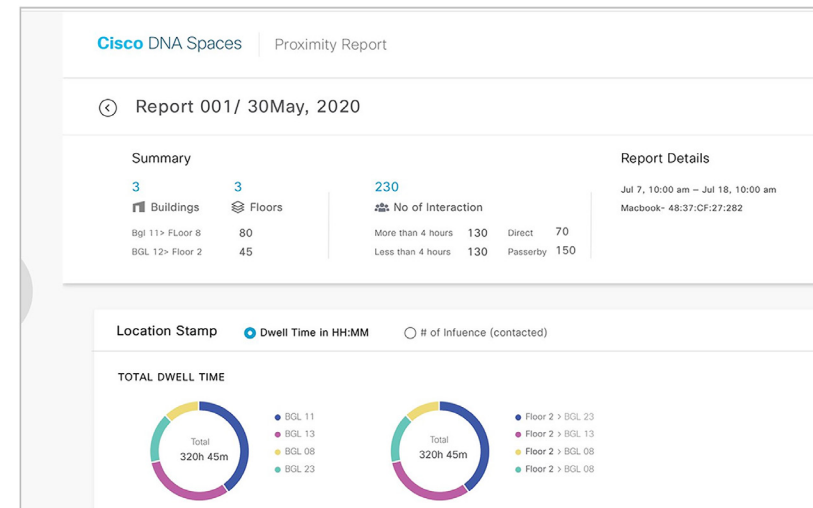 Cisco DNA Spaces Proximity Report
Report 001/ 30May, 2020
Summary
3 Buildings
3 Floors
Bgl 11> FLoor 8 80
BGL 12> Floor 2 45
230
No of Interaction
More than 4 hours 130 Direct 70
Less than 4 hours 130 Passerby 150
Report Details
Jul 7, 10:00 am – Jul 18, 10:00 am
Macbook- 48:37:CF:27:282
Location Stamp Dwell Time in HH:MM # of Infuence (contacted)
TOTAL DWELL TIME
Total
320h 45m
BGL 11
BGL 13
BGL 08
BGL 23
Total
320h 45m
Floor 2 > BGL 23
Floor 2 > BGL 13
Floor 2 > BGL 08
Floor 2 > BGL 08